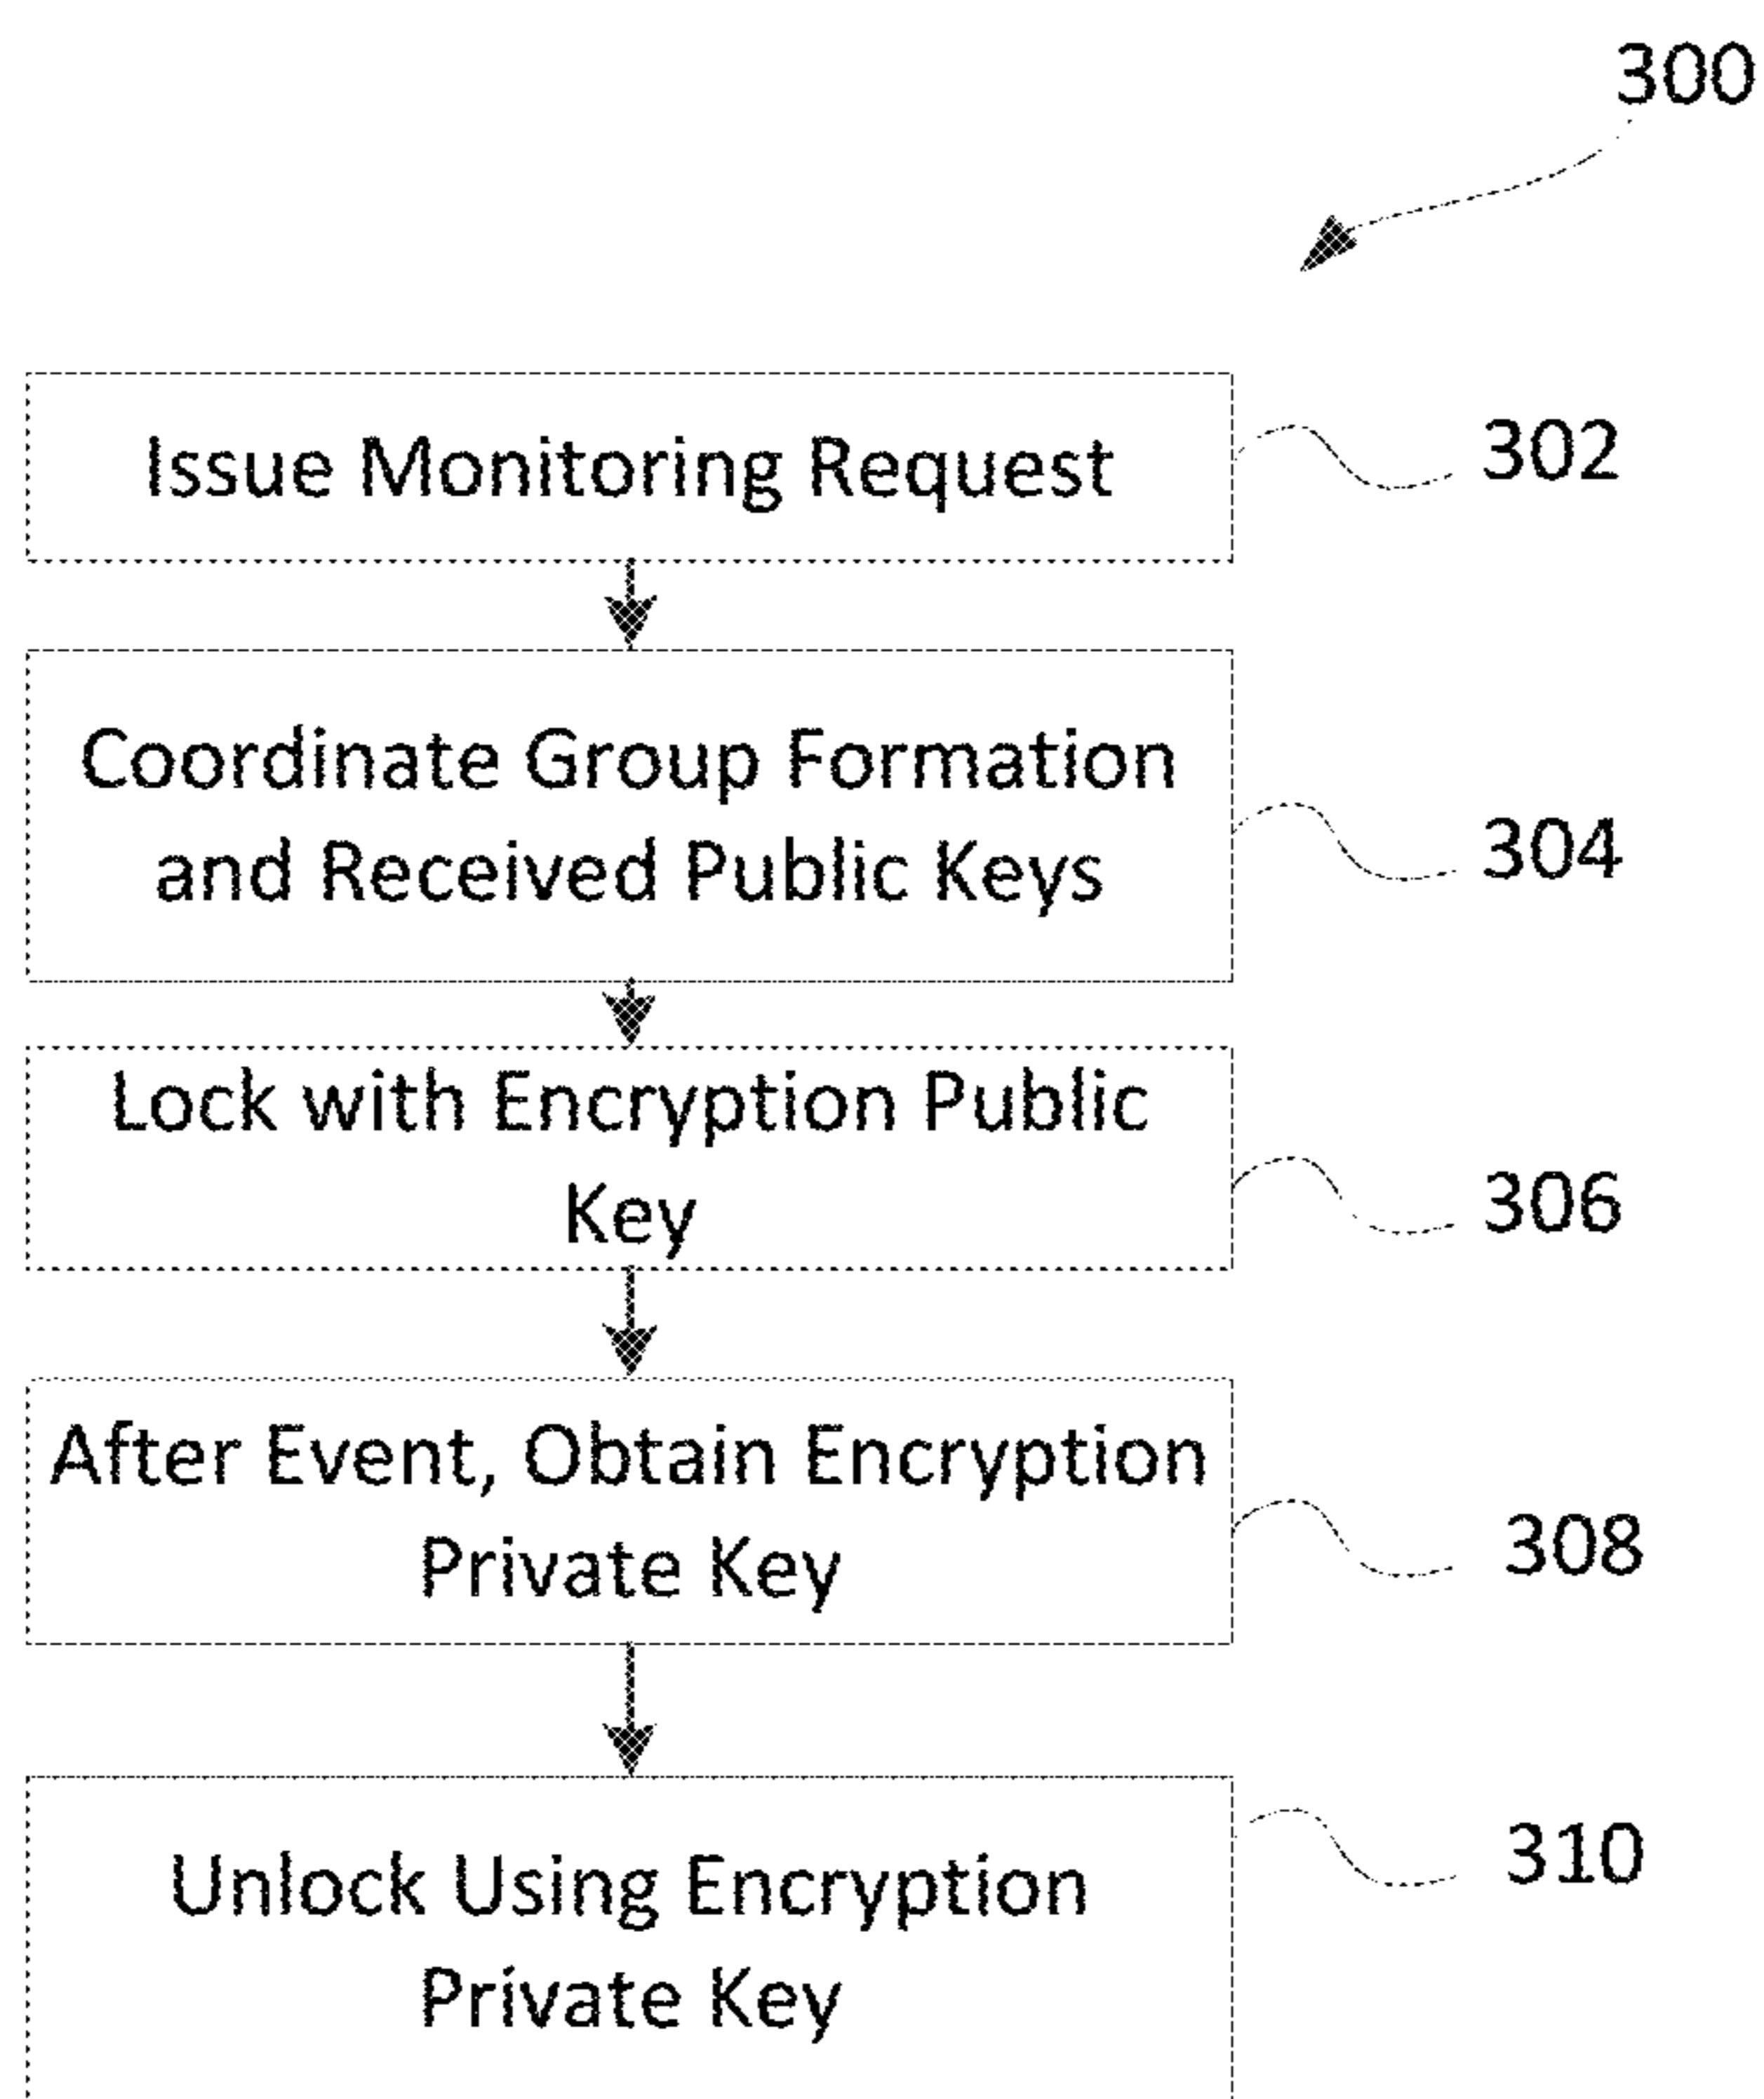 300
Issue Monitoring Request
302
Coordinate Group Formation
and Received Public Keys
304
Lock with Encryption Public
Key
306
After Event, Obtain Encryption
Private Key
308
Unlock Using Encryption
Private Key
310